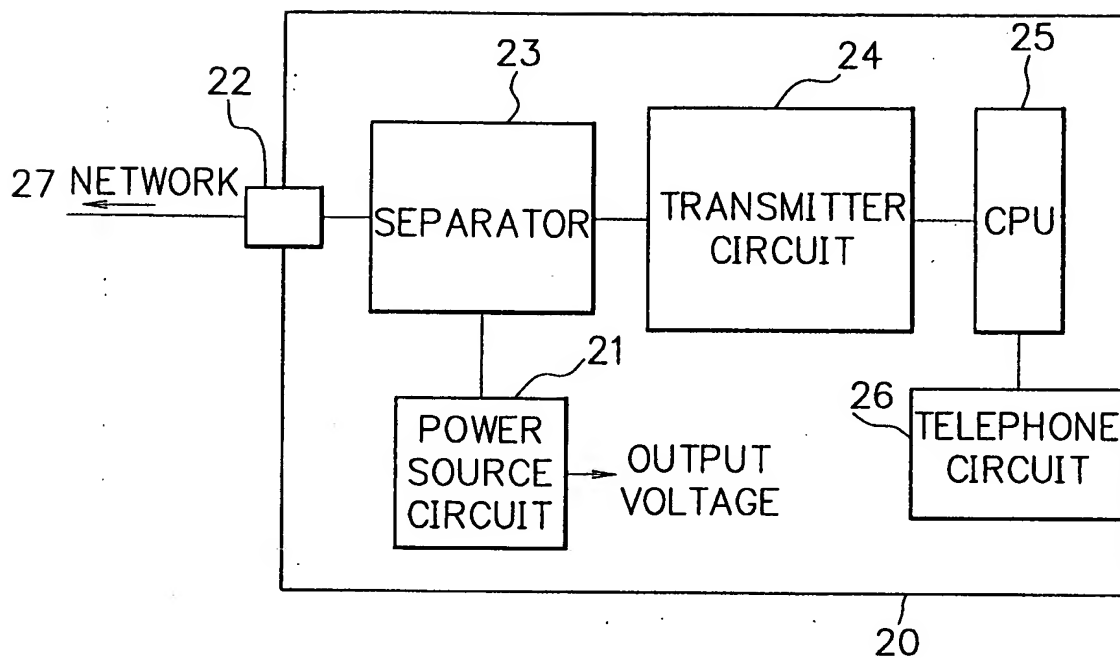 25
23
24
22
27 NETWORK
SEPARATOR
TRANSMITTER
CIRCUIT
CPU
21
POWER
SOURCE
CIRCUIT
OUTPUT
VOLTAGE
26
TELEPHONE
CIRCUIT
20